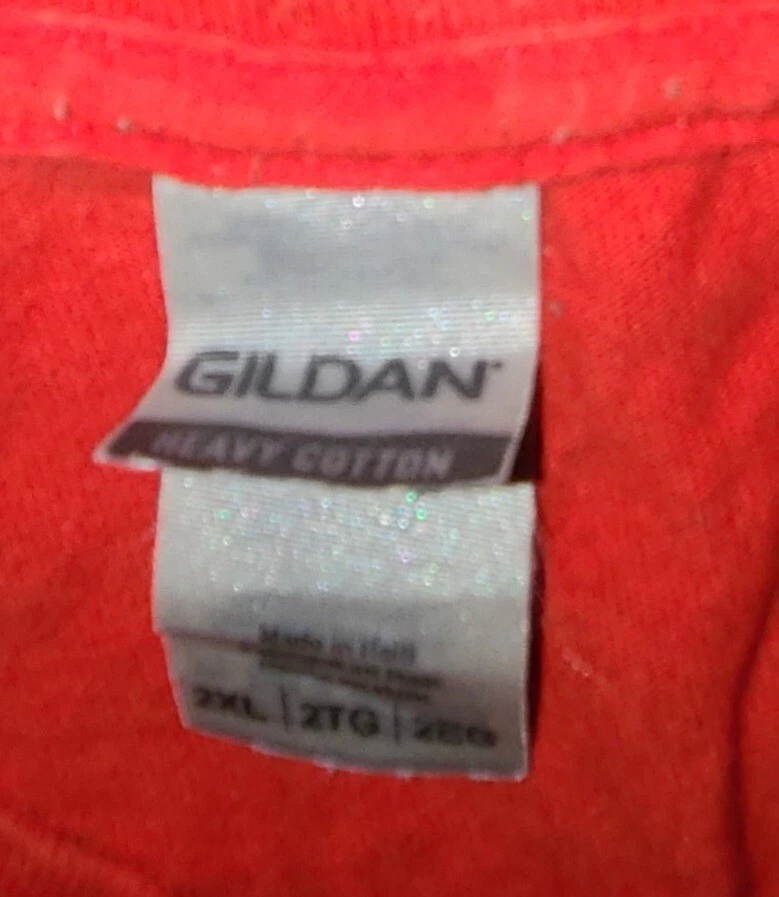 GILDAN
HEAVY COTTON
Made in Haiti
2XL | 2TG | 2EG